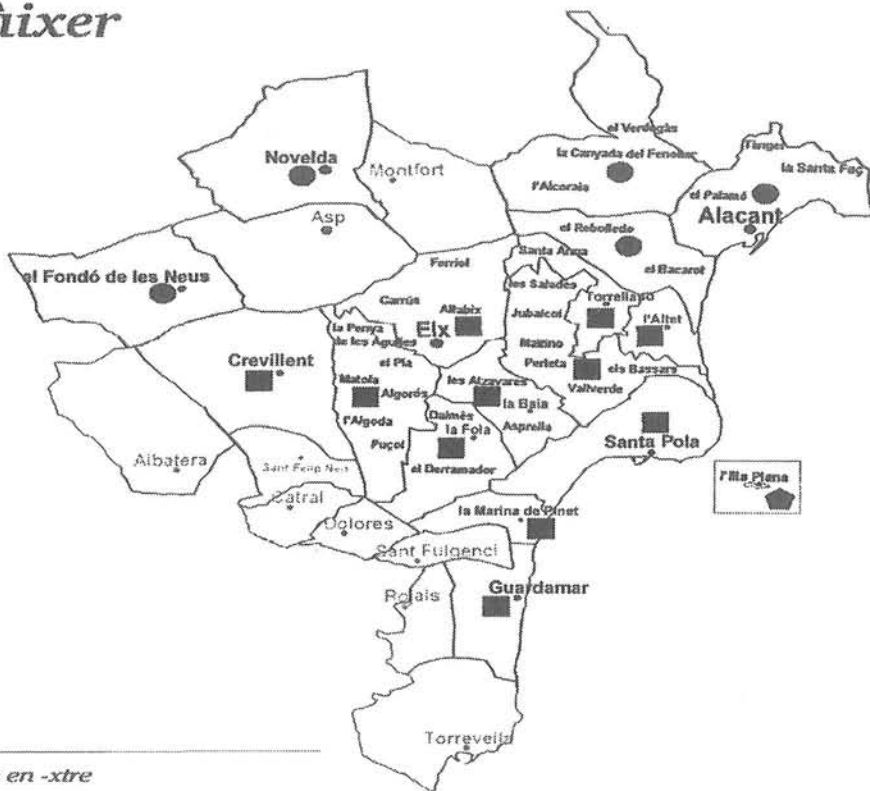 àixer
el Verdegàs
Novelda
la Canyada del Fenollar
Tàngel
Montfort
la Santa Faç
l'Alcoraia
el Palamó
Asp
Alacant
el Rebolledo
Santa Anna
Ferriol
el Bacarot
el Fondó de les Neus
les Salades
Carrús
Torrellano
Altabix
Jubalcoi
l'Altet
la Penya
de les Àguiles
Elx
Maitino
Crevillent
el Pla
Perleta
els Bassars
Matola
les Atzavares
Valverde
Algorós
la Baia
l'Algoda
Daimés
Asprella
la Foia
Santa Pola
Puçol
Albatera
Sant Felip Neri
el Derramador
l'illa Plana
Catral
la Marina de Pinet
Dolores
Sant Fulgenci
Guardamar
Rojals
Torrevella
en -xtre